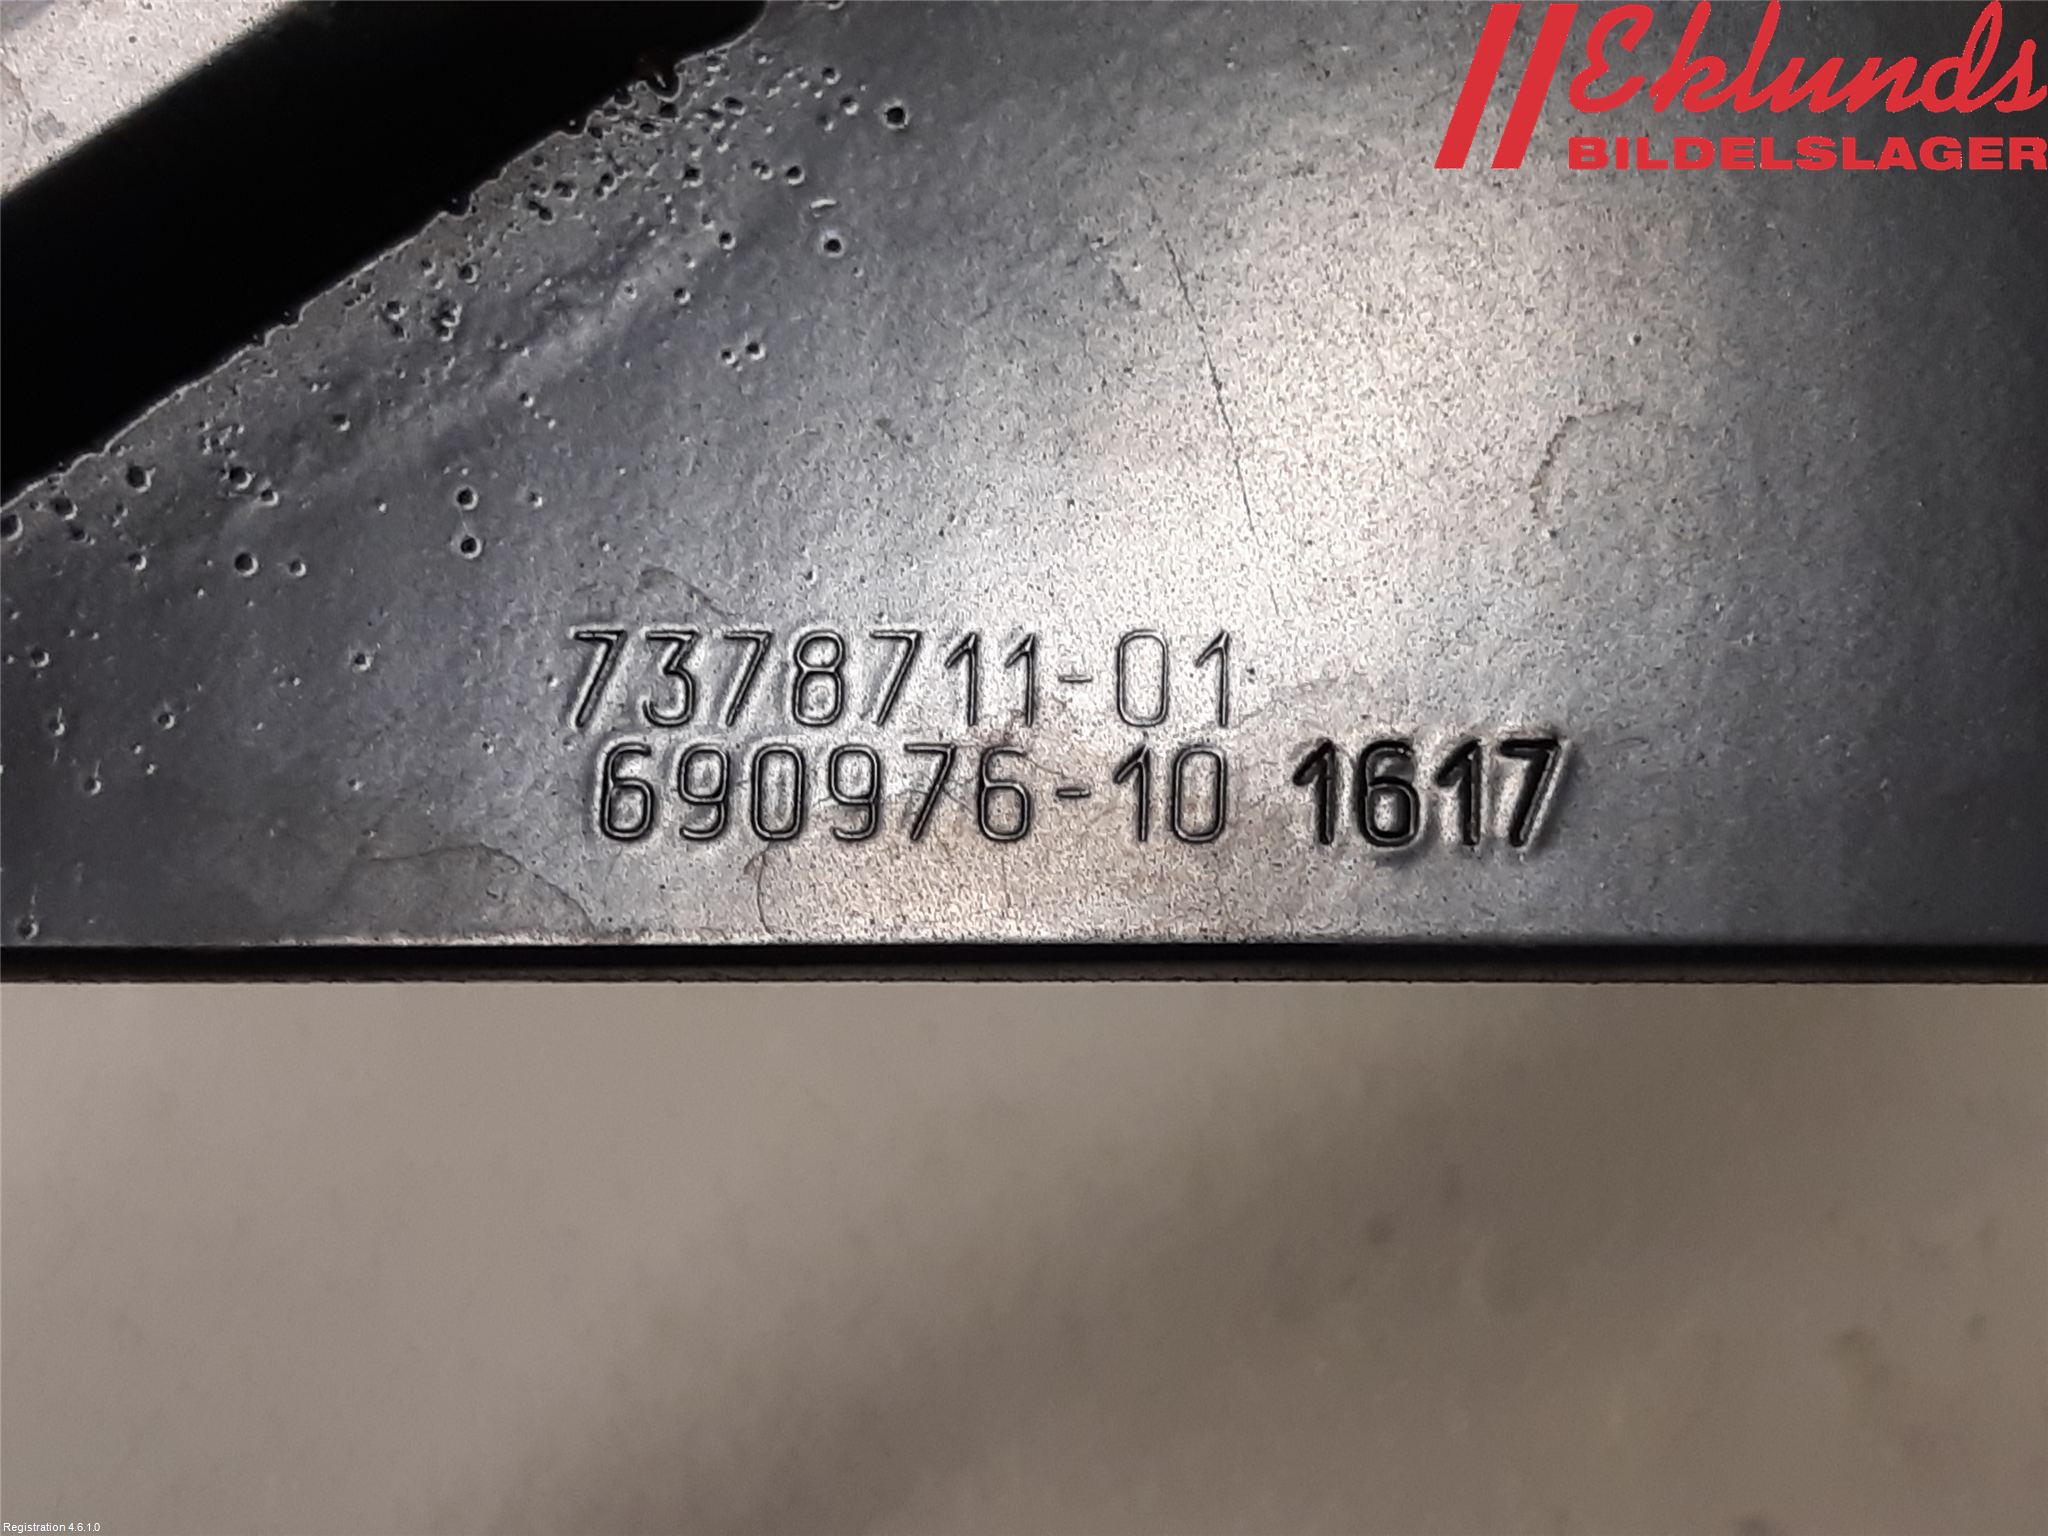 Eklunds
BILDELSLAGER
7378711-01
690976-10 1617
Registration 4.6.1.0